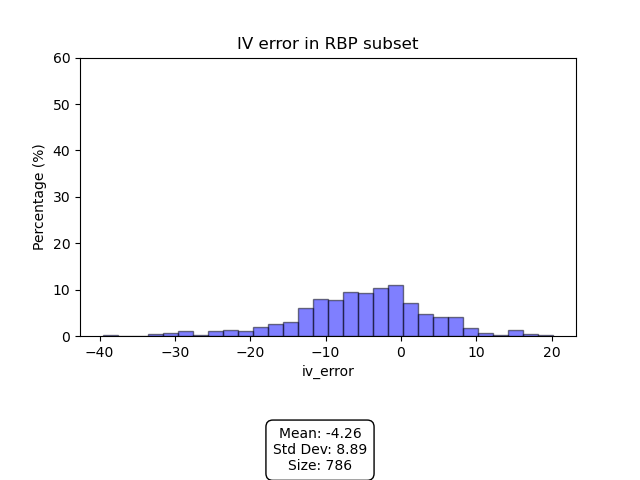 IV error in RBP subset
60
50
40
30
20
10
0
Percentage (%)
−40 −30 −20 −10 0 10 20
iv_error
Mean: -4.26
Std Dev: 8.89
Size: 786